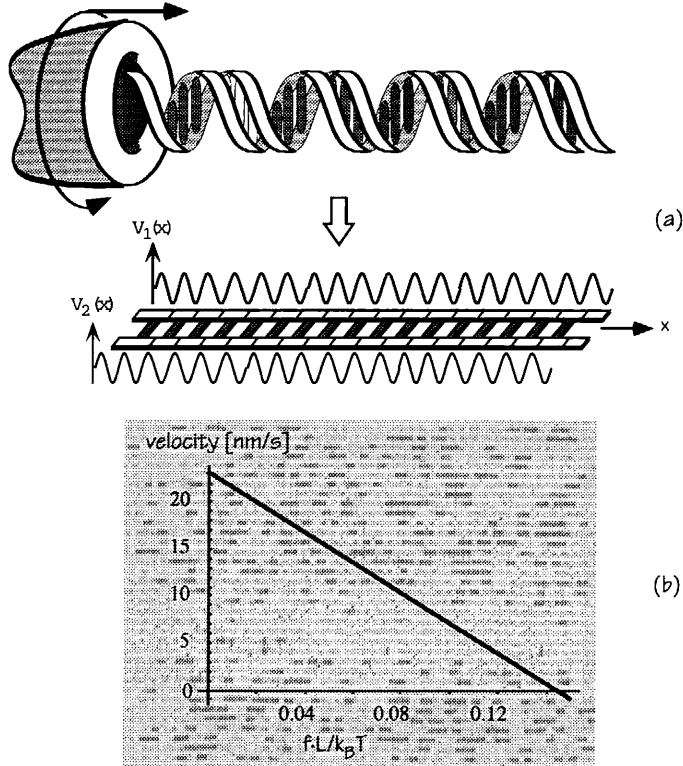 (a)
V₁(x)
V₂(x)
x
velocity [nm/s]
20
15
10
5
0
0.04 0.08 0.12
f·L/k_BT
(b)